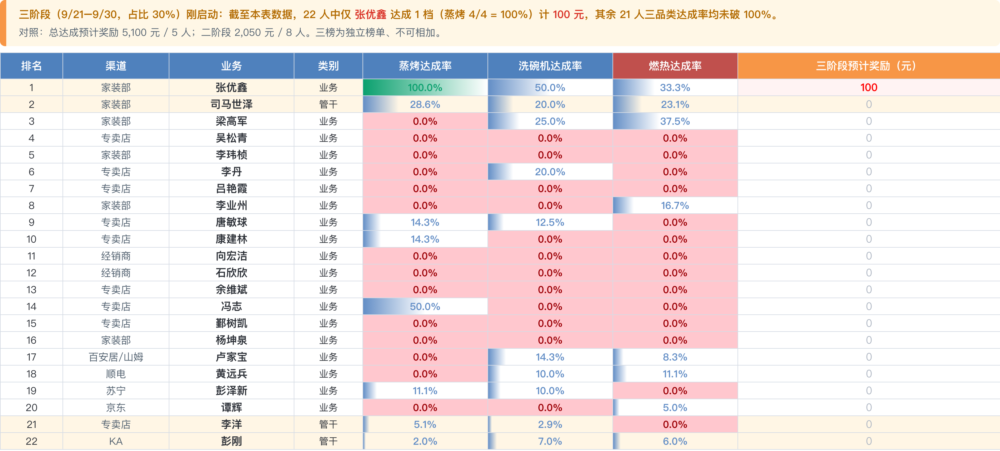 三阶段（9/21—9/30，占比 30%）刚启动：截至本表数据，22 人中仅 张优鑫 达成 1 档（蒸烤 4/4 = 100%）计 100 元，其余 21 人三品类达成率均未破 100%。
对照：总达成预计奖励 5,100 元 / 5 人；二阶段 2,050 元 / 8 人。三榜为独立榜单、不可相加。
排名 渠道 业务 类别 蒸烤达成率 洗碗机达成率 燃热达成率 三阶段预计奖励（元）
1 家装部 张优鑫 业务 100.0% 50.0% 33.3% 100
2 家装部 司马世泽 管干 28.6% 20.0% 23.1% 0
3 家装部 梁高军 业务 0.0% 25.0% 37.5% 0
4 专卖店 吴松青 业务 0.0% 0.0% 0.0% 0
5 家装部 李玮桢 业务 0.0% 0.0% 0.0% 0
6 专卖店 李丹 业务 0.0% 20.0% 0.0% 0
7 专卖店 吕艳霞 业务 0.0% 0.0% 0.0% 0
8 家装部 李业州 业务 0.0% 0.0% 16.7% 0
9 专卖店 唐敏球 业务 14.3% 12.5% 0.0% 0
10 专卖店 康建林 业务 14.3% 0.0% 0.0% 0
11 经销商 向宏洁 业务 0.0% 0.0% 0.0% 0
12 经销商 石欣欣 业务 0.0% 0.0% 0.0% 0
13 专卖店 余维斌 业务 0.0% 0.0% 0.0% 0
14 专卖店 冯志 业务 50.0% 0.0% 0.0% 0
15 专卖店 鄞树凯 业务 0.0% 0.0% 0.0% 0
16 家装部 杨坤泉 业务 0.0% 0.0% 0.0% 0
17 百安居/山姆 卢家宝 业务 0.0% 14.3% 8.3% 0
18 顺电 黄远兵 业务 0.0% 10.0% 11.1% 0
19 苏宁 彭泽新 业务 11.1% 10.0% 0.0% 0
20 京东 谭辉 业务 0.0% 0.0% 5.0% 0
21 专卖店 李洋 管干 5.1% 2.9% 0.0% 0
22 KA 彭刚 管干 2.0% 7.0% 6.0% 0